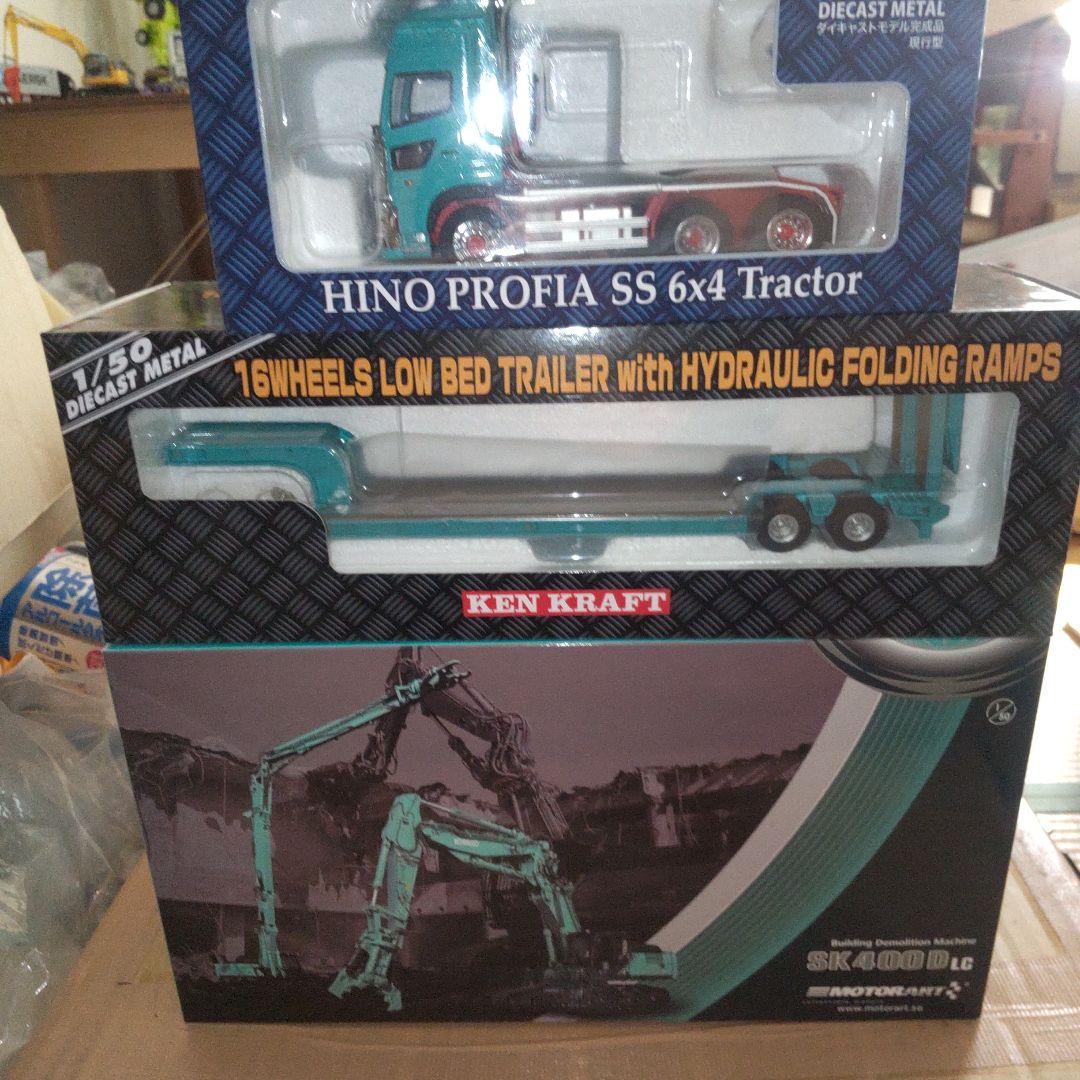 DIECAST METAL
ダイキャストモデル完成品
現行型
HINO PROFIA SS 6x4 Tractor
1/50
DIECAST METAL
16WHEELS LOW BED TRAILER with HYDRAULIC FOLDING RAMPS
KEN KRAFT
1/50
KOBELCO
Building Demolition Machine
SK400D LC
MOTORART
www.motorart.se